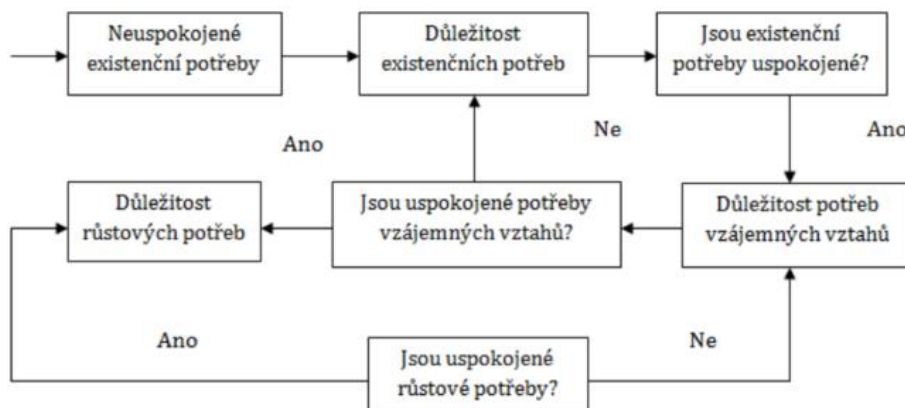 Neuspokojené
existenční potřeby
Důležitost
existenčních potřeb
Jsou existenční
potřeby uspokojené?
Ano
Ne
Ano
Důležitost
růstových potřeb
Jsou uspokojené potřeby
vzájemných vztahů?
Důležitost potřeb
vzájemných vztahů
Ano
Ne
Jsou uspokojené
růstové potřeby?